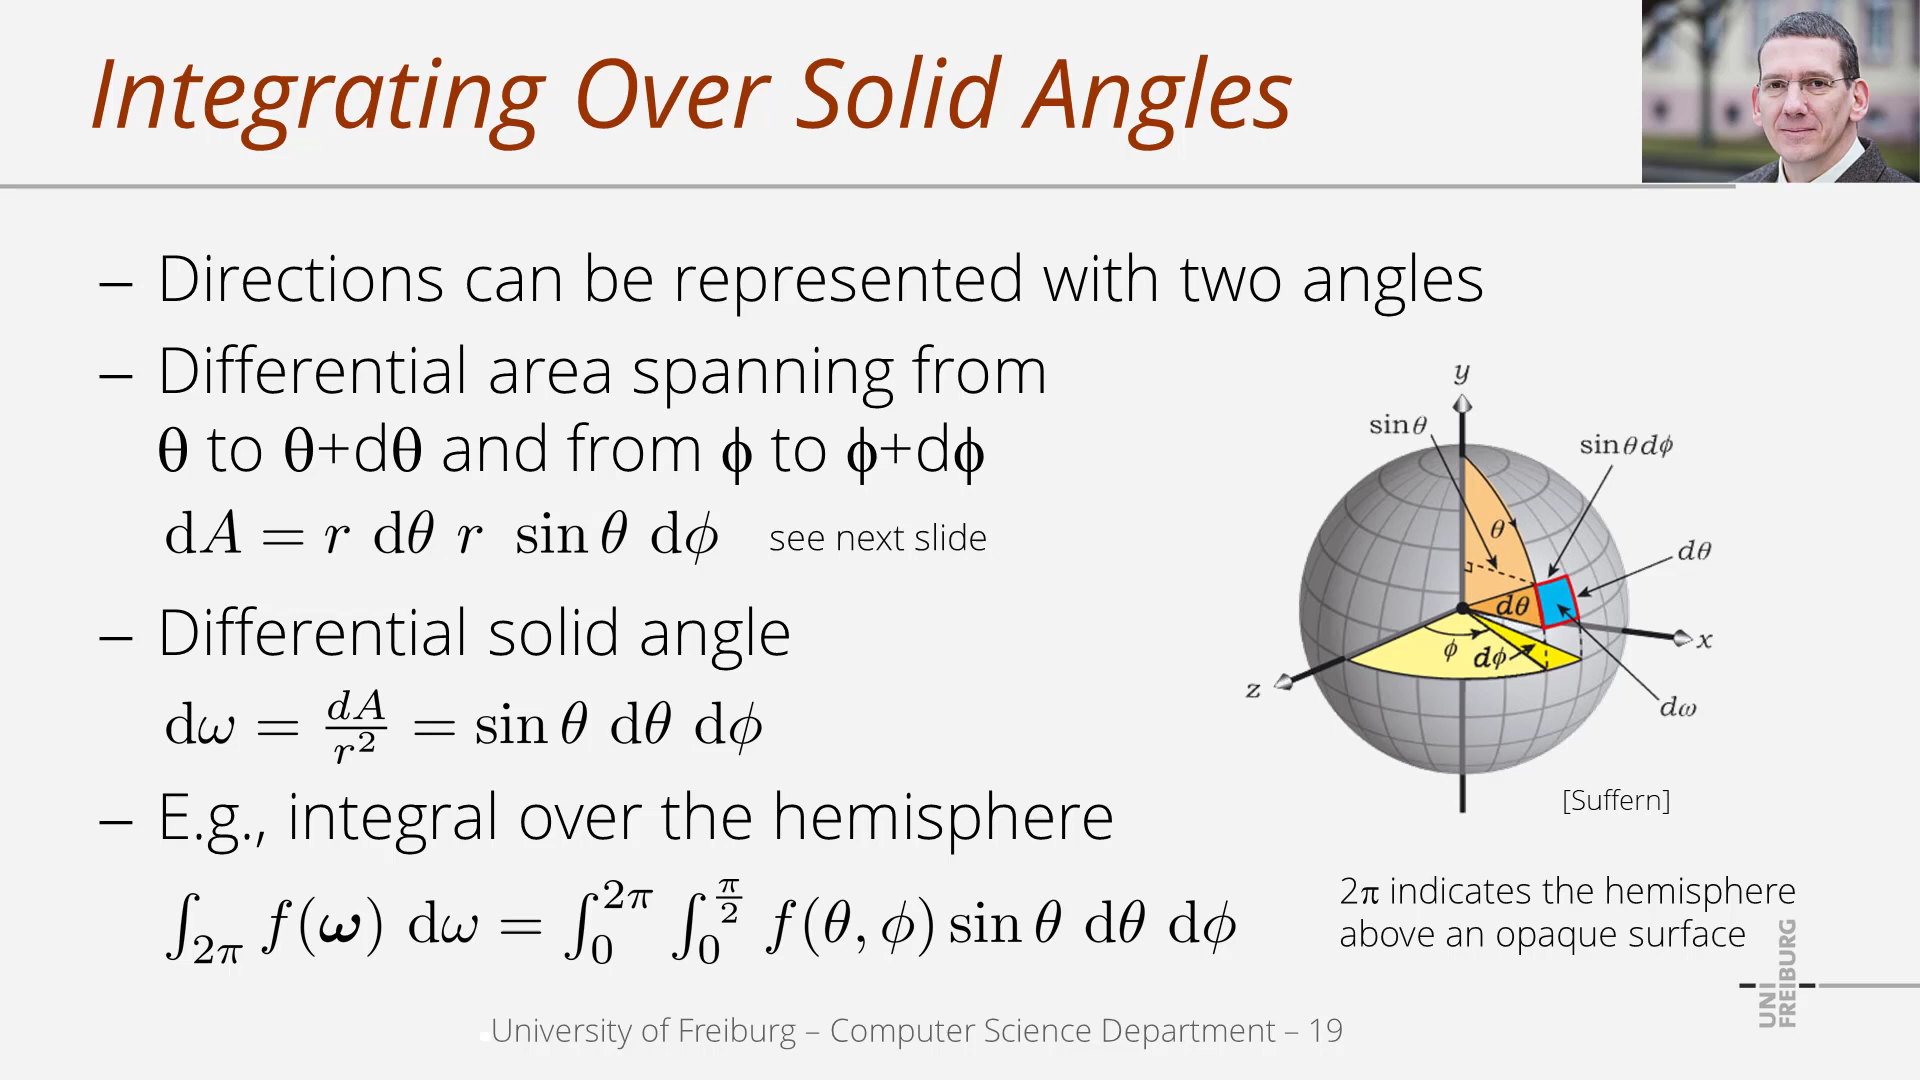 Integrating Over Solid Angles
– Directions can be represented with two angles
– Differential area spanning from
θ to θ+dθ and from ϕ to ϕ+dϕ
dA = r dθ r sin θ dϕ see next slide
– Differential solid angle
dω = dA/r² = sin θ dθ dϕ
– E.g., integral over the hemisphere
∫_{2π} f(ω) dω = ∫_0^{2π} ∫_0^{π/2} f(θ, ϕ) sin θ dθ dϕ
y
sinθ
sinθ dϕ
θ
dθ
dθ
ϕ
dϕ
x
z
dω
[Suffern]
2π indicates the hemisphere
above an opaque surface
University of Freiburg – Computer Science Department – 19
UNI
FREIBURG